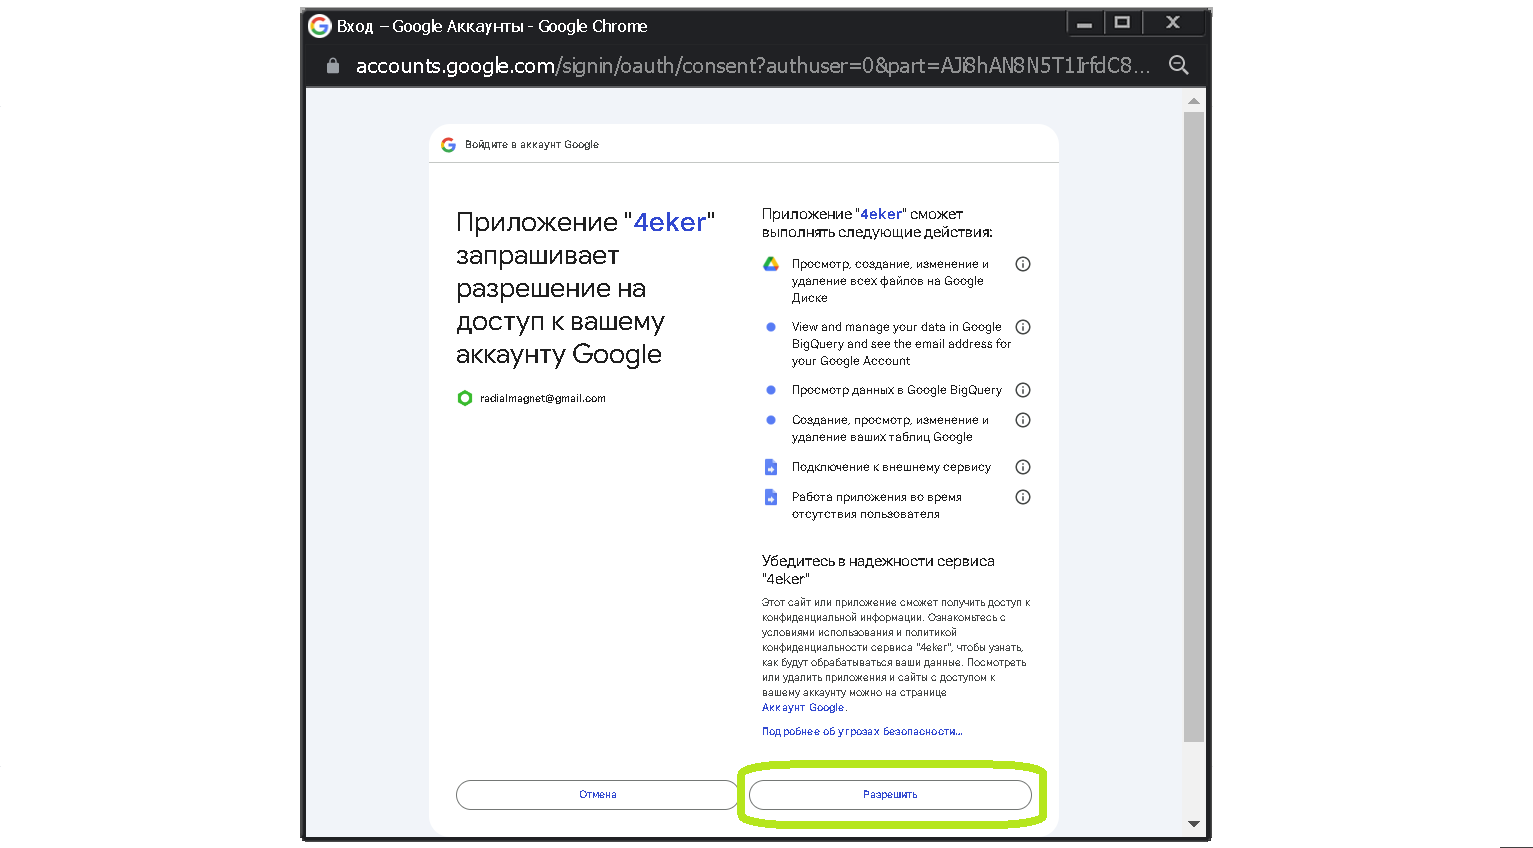 Вход – Google Аккаунты - Google Chrome
accounts.google.com/signin/oauth/consent?authuser=0&part=AJi8hAN8N5T1IrfdC8...
Войдите в аккаунт Google
Приложение "4eker"
запрашивает
разрешение на
доступ к вашему
аккаунту Google
radialmagnet@gmail.com
Приложение "4eker" сможет
выполнять следующие действия:
Просмотр, создание, изменение и
удаление всех файлов на Google
Диске
View and manage your data in Google
BigQuery and see the email address for
your Google Account
Просмотр данных в Google BigQuery
Создание, просмотр, изменение и
удаление ваших таблиц Google
Подключение к внешнему сервису
Работа приложения во время
отсутствия пользователя
Убедитесь в надежности сервиса
"4eker"
Этот сайт или приложение сможет получить доступ к
конфиденциальной информации. Ознакомьтесь с
условиями использования и политикой
конфиденциальности сервиса "4eker", чтобы узнать,
как будут обрабатываться ваши данные. Посмотреть
или удалить приложения и сайты с доступом к
вашему аккаунту можно на странице
Аккаунт Google.
Подробнее об угрозах безопасности...
Отмена
Разрешить